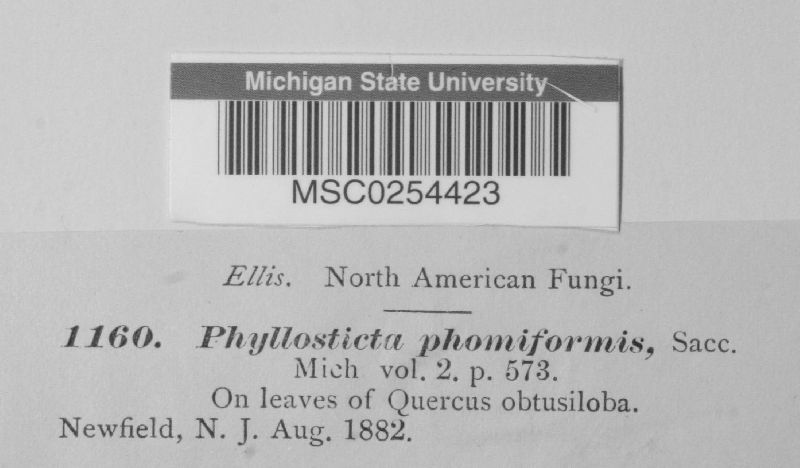 Michigan State University
MSC0254423
Ellis. North American Fungi.
1160. Phyllosticta phomiformis, Sacc.
Mich vol. 2. p. 573.
On leaves of Quercus obtusiloba.
Newfield, N. J. Aug. 1882.